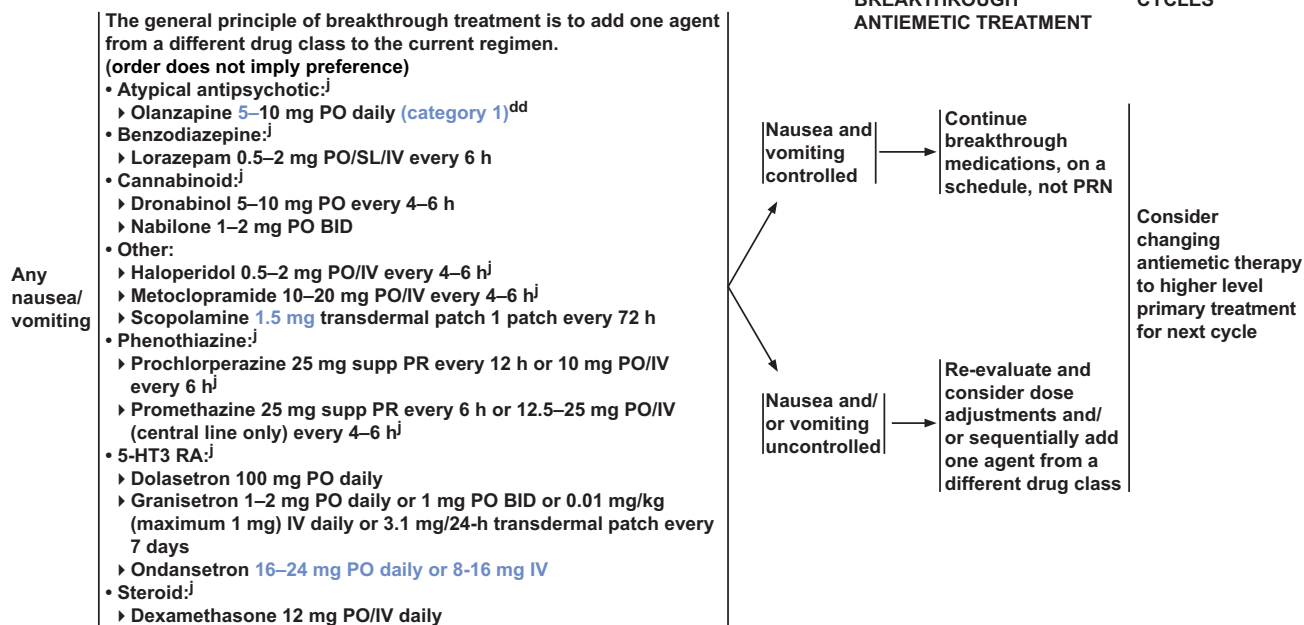 BREAKTHROUGH
ANTIEMETIC TREATMENT
CYCLES
Any
nausea/
vomiting
The general principle of breakthrough treatment is to add one agent
from a different drug class to the current regimen.
(order does not imply preference)
• Atypical antipsychotic:j
▸ Olanzapine 5–10 mg PO daily (category 1)dd
• Benzodiazepine:j
▸ Lorazepam 0.5–2 mg PO/SL/IV every 6 h
• Cannabinoid:j
▸ Dronabinol 5–10 mg PO every 4–6 h
▸ Nabilone 1–2 mg PO BID
• Other:
▸ Haloperidol 0.5–2 mg PO/IV every 4–6 hj
▸ Metoclopramide 10–20 mg PO/IV every 4–6 hj
▸ Scopolamine 1.5 mg transdermal patch 1 patch every 72 h
• Phenothiazine:j
▸ Prochlorperazine 25 mg supp PR every 12 h or 10 mg PO/IV
every 6 hj
▸ Promethazine 25 mg supp PR every 6 h or 12.5–25 mg PO/IV
(central line only) every 4–6 hj
• 5-HT3 RA:j
▸ Dolasetron 100 mg PO daily
▸ Granisetron 1–2 mg PO daily or 1 mg PO BID or 0.01 mg/kg
(maximum 1 mg) IV daily or 3.1 mg/24-h transdermal patch every
7 days
▸ Ondansetron 16–24 mg PO daily or 8-16 mg IV
• Steroid:j
▸ Dexamethasone 12 mg PO/IV daily
Nausea and
vomiting
controlled
Continue
breakthrough
medications, on a
schedule, not PRN
Nausea and/
or vomiting
uncontrolled
Re-evaluate and
consider dose
adjustments and/
or sequentially add
one agent from a
different drug class
Consider
changing
antiemetic therapy
to higher level
primary treatment
for next cycle